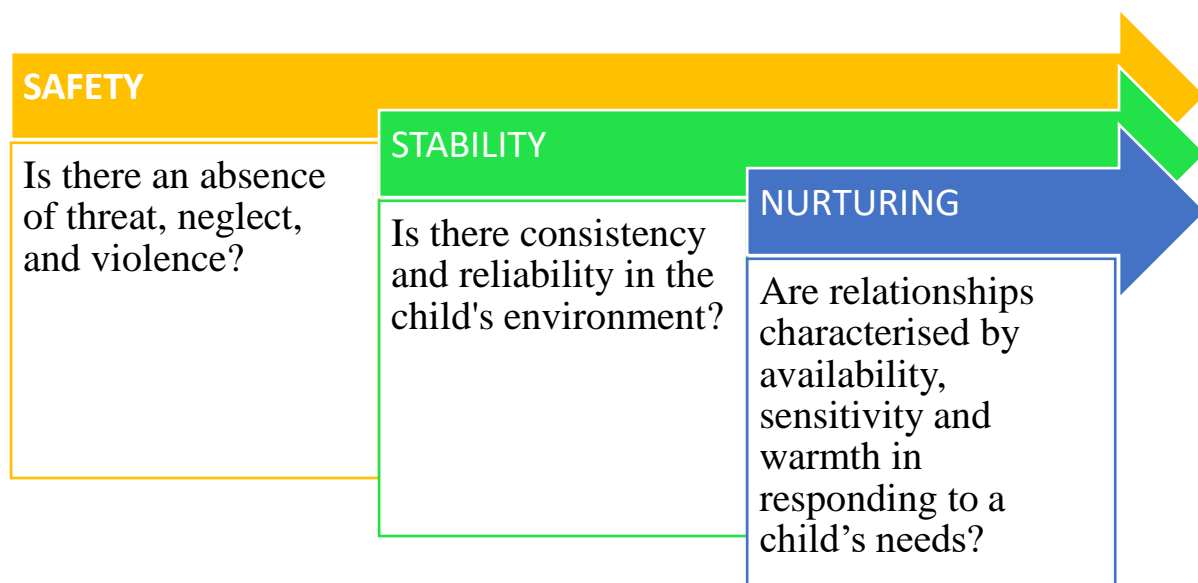 SAFETY
Is there an absence
of threat, neglect,
and violence?
STABILITY
Is there consistency
and reliability in the
child's environment?
NURTURING
Are relationships
characterised by
availability,
sensitivity and
warmth in
responding to a
child’s needs?